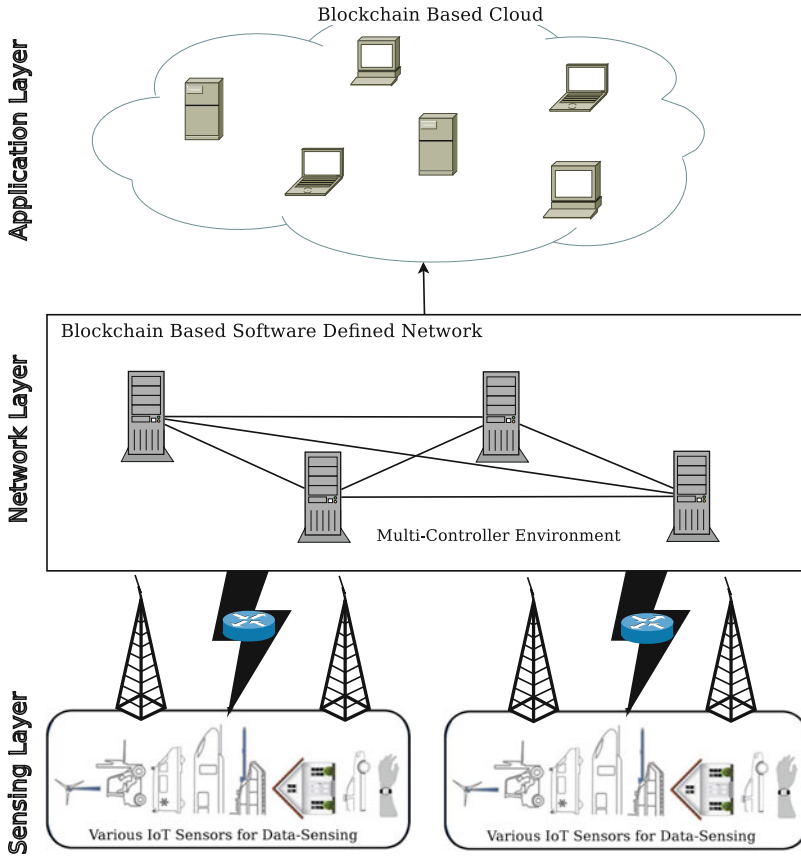 Blockchain Based Cloud
Application Layer
Blockchain Based Software Defined Network
Network Layer
Multi-Controller Environment
Sensing Layer
Various IoT Sensors for Data-Sensing
Various IoT Sensors for Data-Sensing